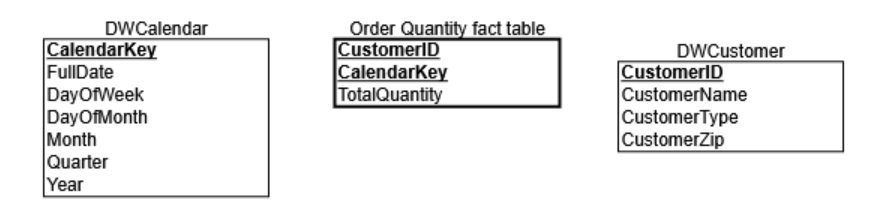 DWCalendar
CalendarKey
FullDate
DayOfWeek
DayOfMonth
Month
Quarter
Year
Order Quantity fact table
CustomerID
CalendarKey
TotalQuantity
DWCustomer
CustomerID
CustomerName
CustomerType
CustomerZip